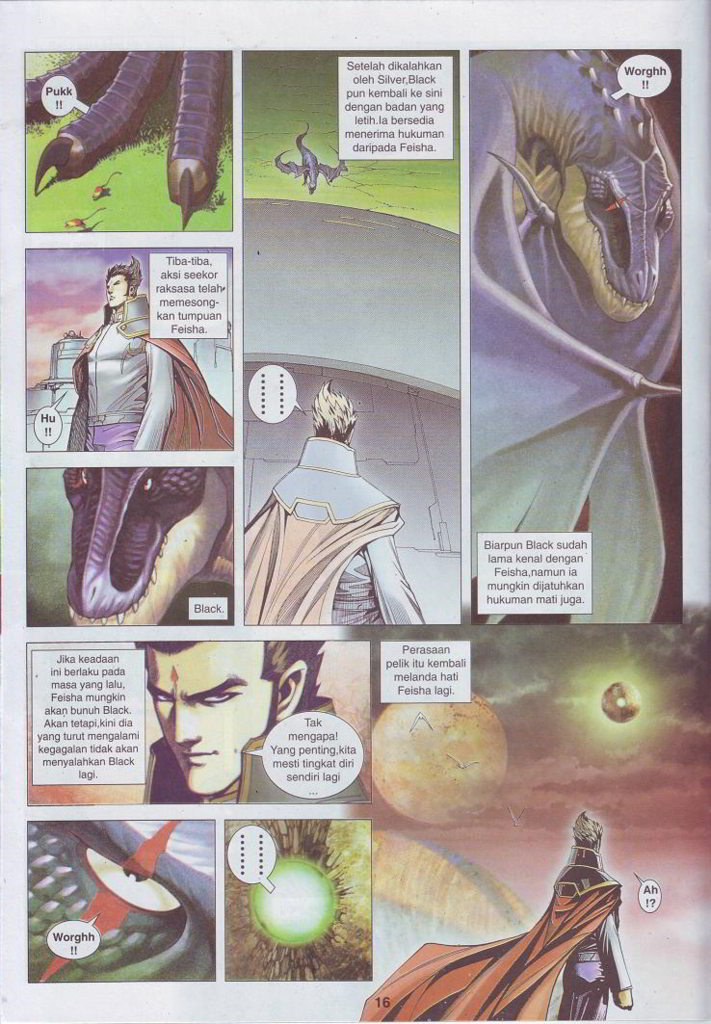 Pukk
!!
Tiba-tiba,
aksi seekor
raksasa telah
memesong-
kan tumpuan
Feisha.
Hu
!!
Black.
Setelah dikalahkan
oleh Silver,Black
pun kembali ke sini
dengan badan yang
letih.Ia bersedia
menerima hukuman
daripada Feisha.
Worghh
!!
Biarpun Black sudah
lama kenal dengan
Feisha,namun ia
mungkin dijatuhkan
hukuman mati juga.
Jika keadaan
ini berlaku pada
masa yang lalu,
Feisha mungkin
akan bunuh Black.
Akan tetapi,kini dia
yang turut mengalami
kegagalan tidak akan
menyalahkan Black
lagi.
Tak
mengapa!
Yang penting,kita
mesti tingkat diri
sendiri lagi
...
Perasaan
pelik itu kembali
melanda hati
Feisha lagi.
Worghh
!!
Ah
!?
16